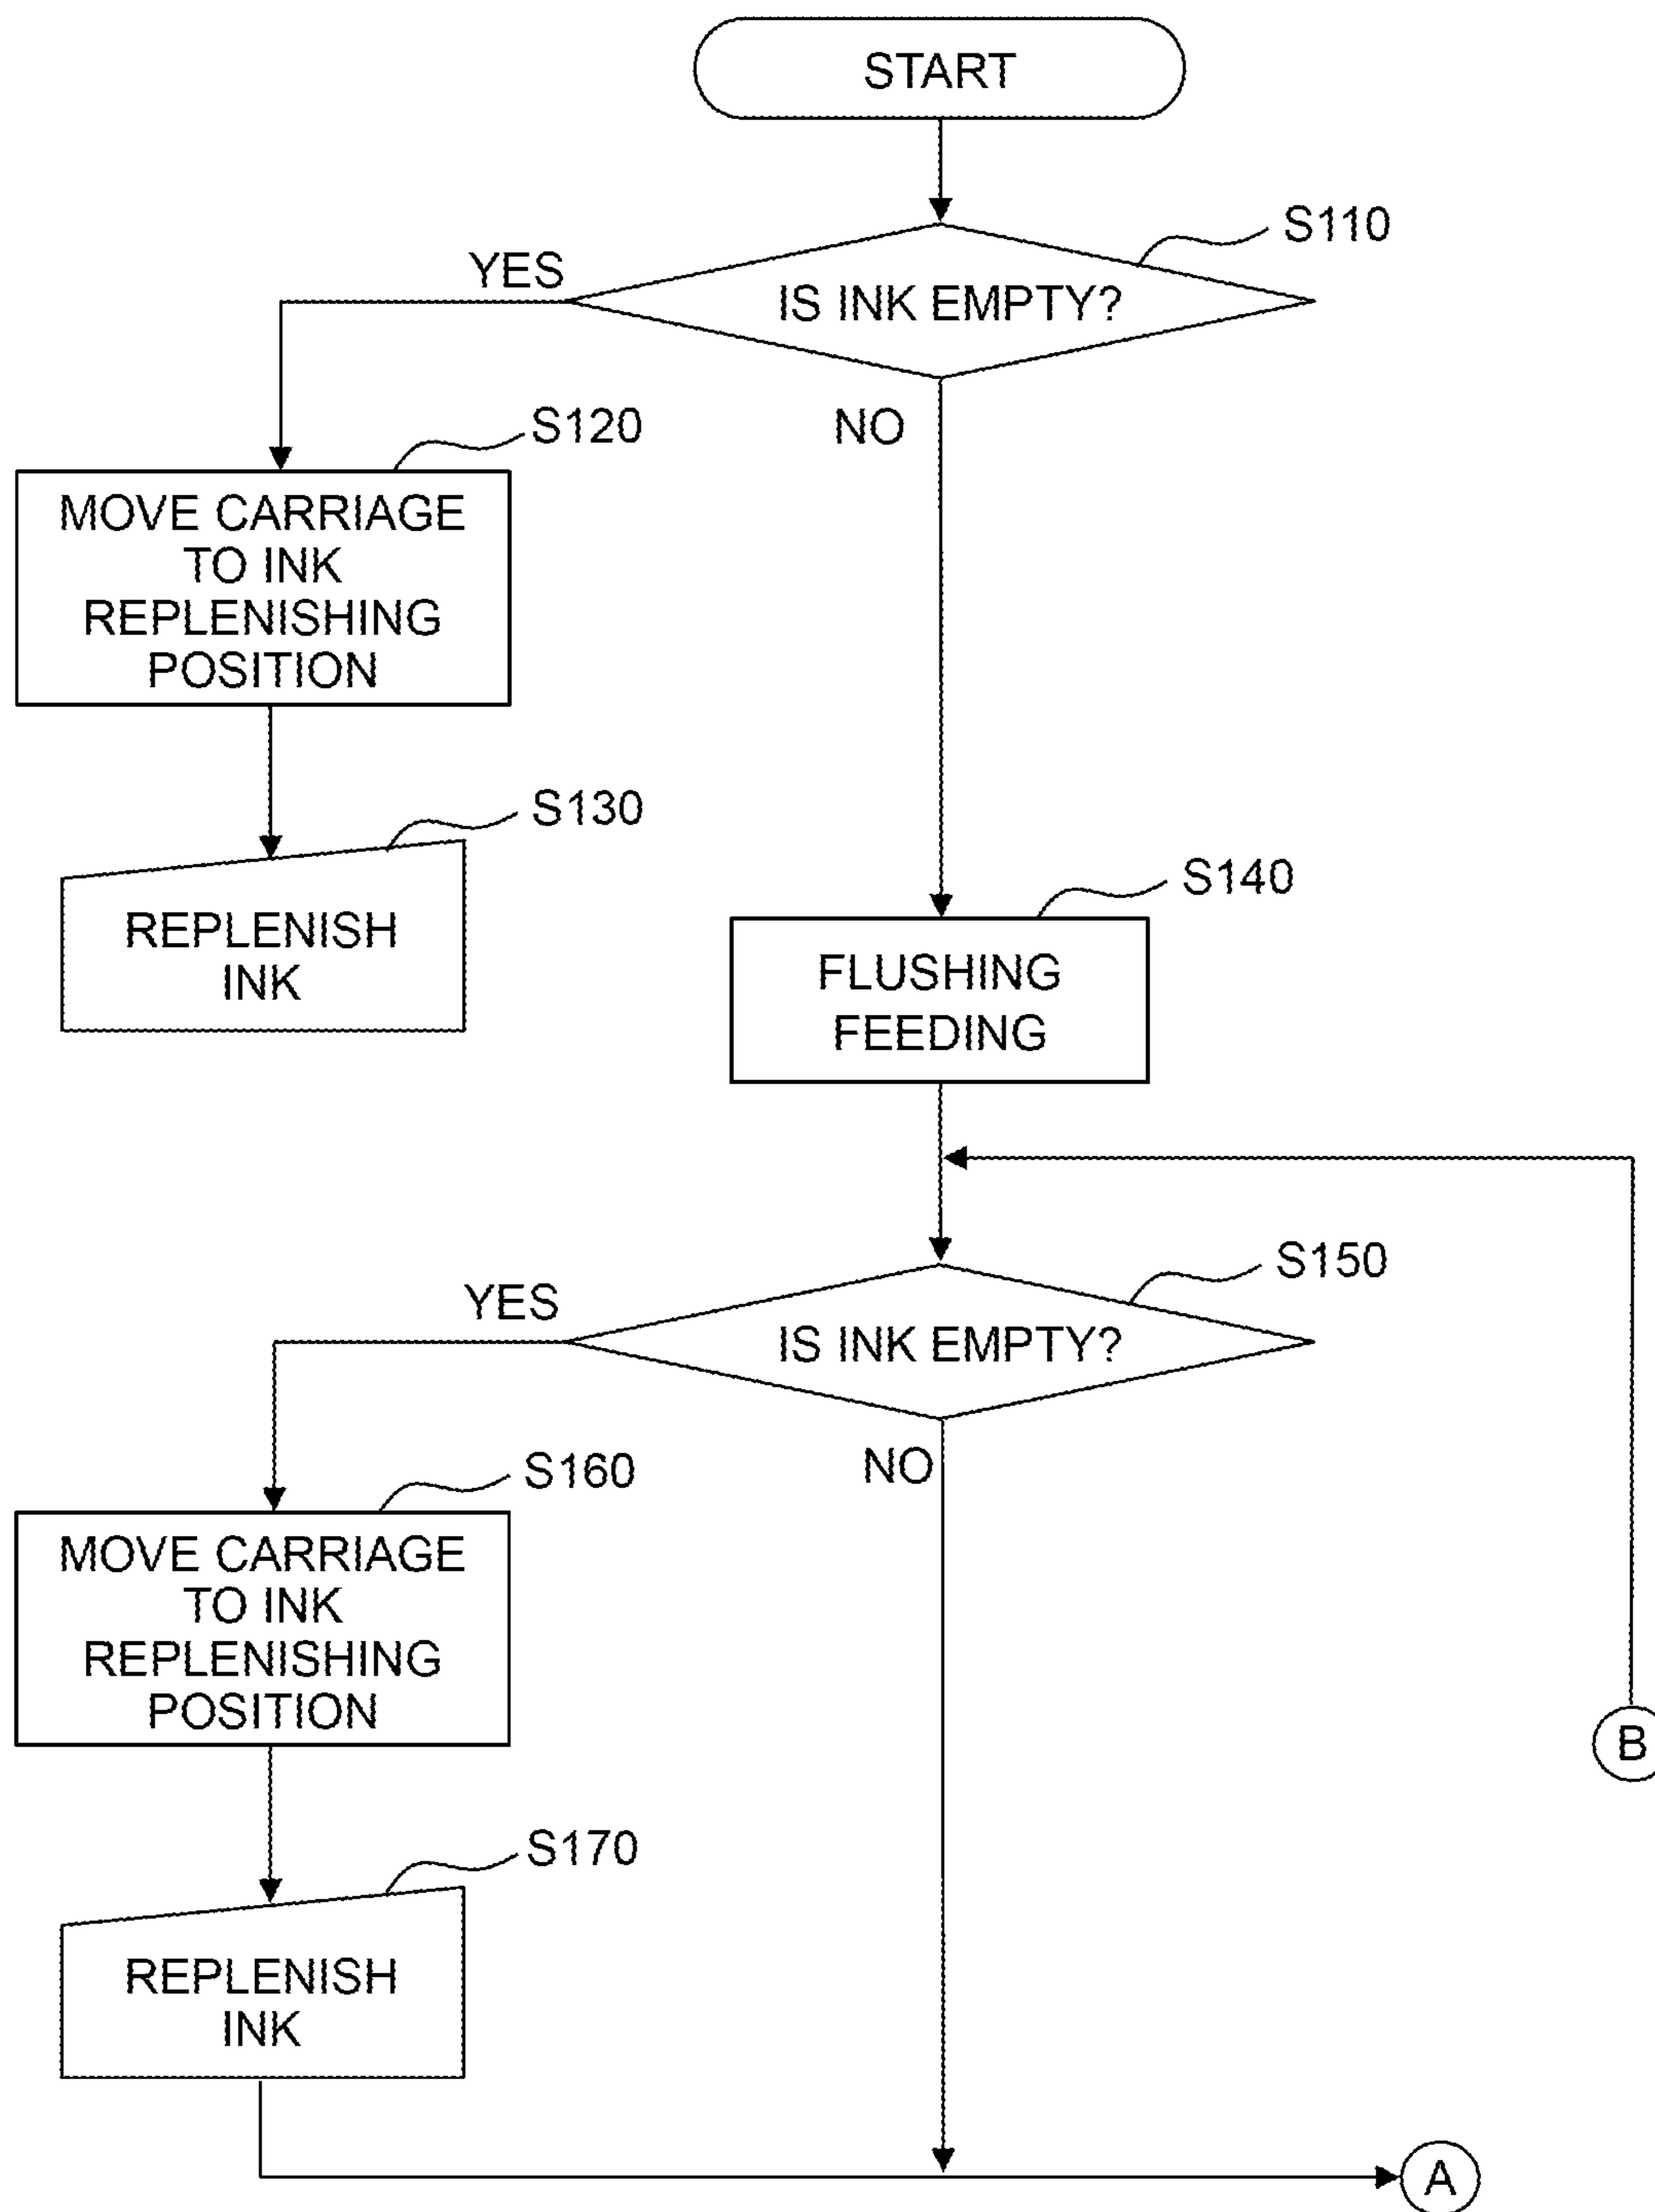 START
S110
YES
IS INK EMPTY?
NO
S120
MOVE CARRIAGE
TO INK
REPLENISHING
POSITION
S130
REPLENISH
INK
S140
FLUSHING
FEEDING
S150
YES
IS INK EMPTY?
NO
S160
MOVE CARRIAGE
TO INK
REPLENISHING
POSITION
B
S170
REPLENISH
INK
A